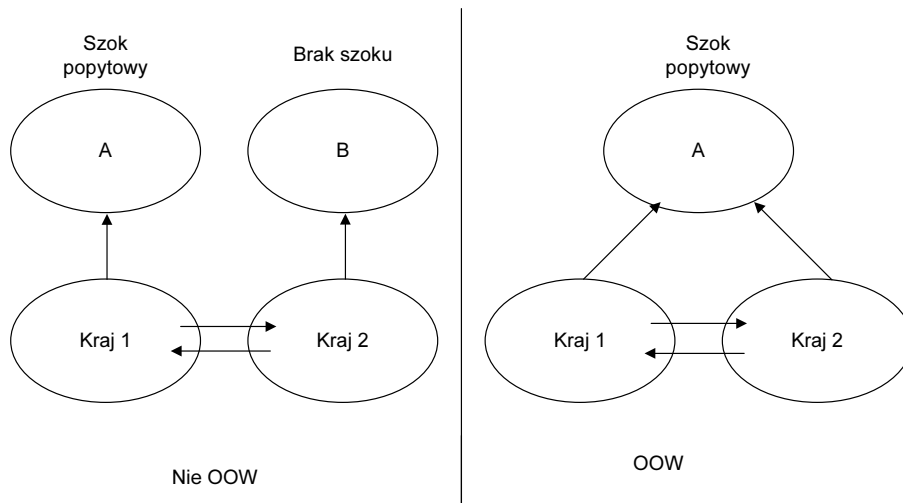 Szok
popytowy
Brak szoku
A
B
Kraj 1
Kraj 2
Nie OOW
Szok
popytowy
A
Kraj 1
Kraj 2
OOW